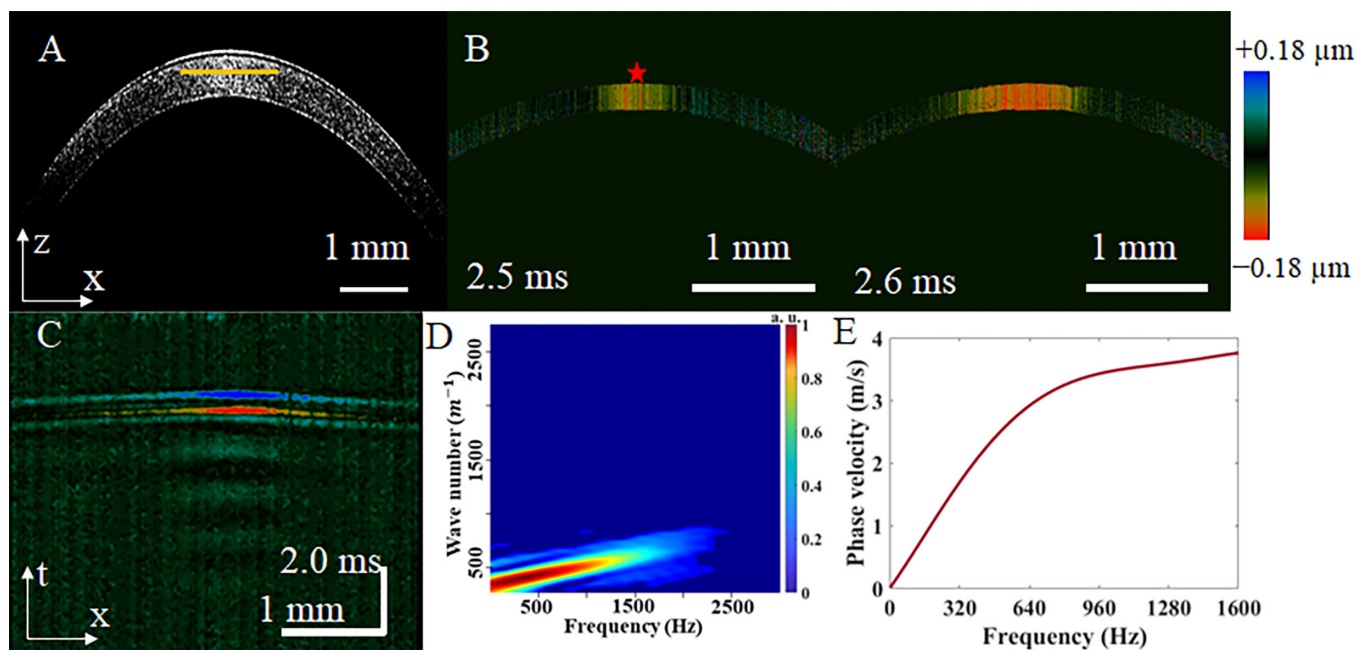 A
z
x
1 mm
B
2.5 ms
1 mm
2.6 ms
1 mm
+0.18 µm
−0.18 µm
C
t
x
2.0 ms
1 mm
D
a. u.
1
0.8
0.6
0.4
0.2
0
2500
1500
500
Wave number (m⁻¹)
500
1500
2500
Frequency (Hz)
E
4
3
2
1
0
Phase velocity (m/s)
0
320
640
960
1280
1600
Frequency (Hz)